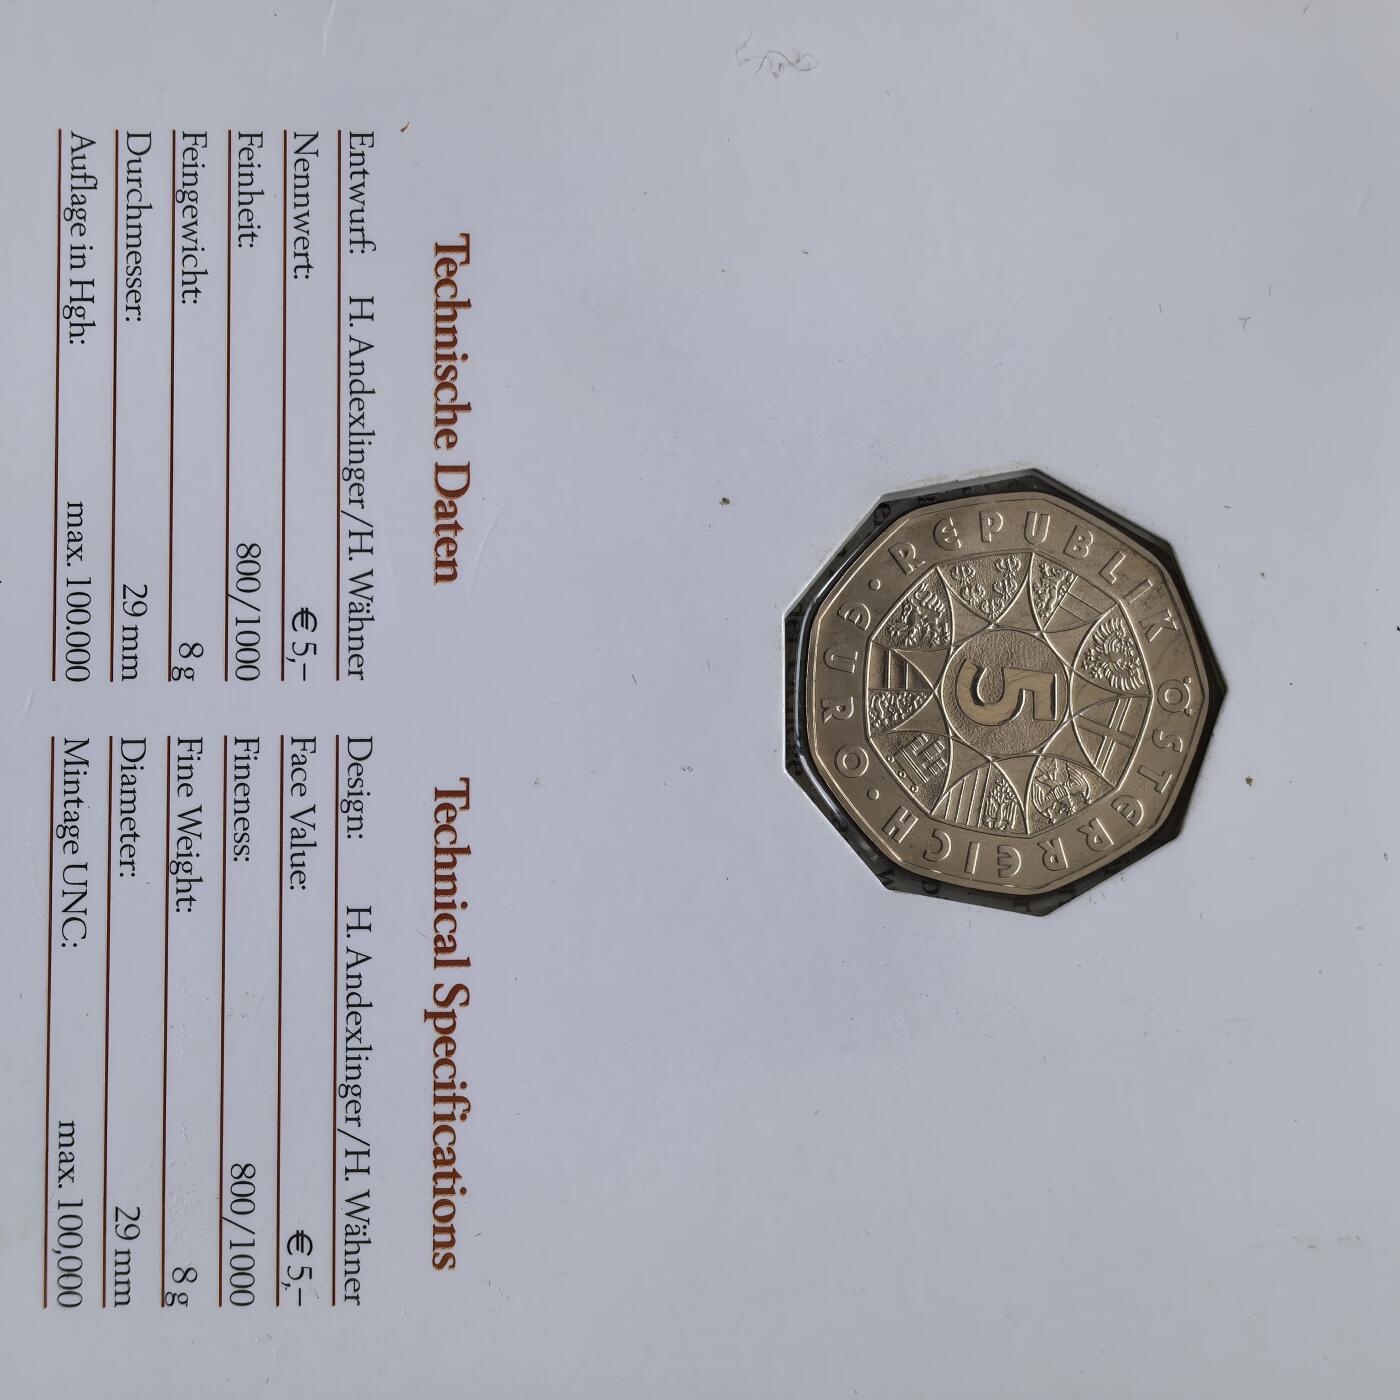 REPUBLIK ÖSTERREICH
5
EURO
Technische Daten
Entwurf: H. Andexlinger/H. Wähner
Nennwert: € 5,–
Feinheit: 800/1000
Feingewicht: 8 g
Durchmesser: 29 mm
Auflage in Hgh: max. 100.000
Technical Specifications
Design: H. Andexlinger/H. Wähner
Face Value: € 5,–
Fineness: 800/1000
Fine Weight: 8 g
Diameter: 29 mm
Mintage UNC: max. 100,000